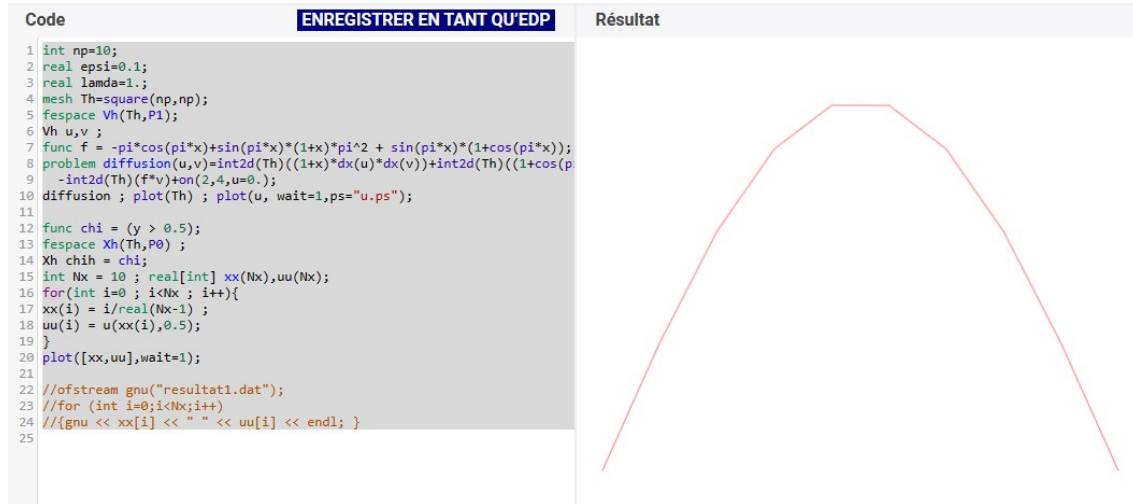 Code
ENREGISTRER EN TANT QU'EDP
Résultat
1 int np=10;
2 real epsi=0.1;
3 real lamda=1.;
4 mesh Th=square(np,np);
5 fespace Vh(Th,P1);
6 Vh u,v ;
7 func f = -pi*cos(pi*x)+sin(pi*x)*(1+x)*pi^2 + sin(pi*x)*(1+cos(pi*x));
8 problem diffusion(u,v)=int2d(Th)((1+x)*dx(u)*dx(v))+int2d(Th)((1+cos(p
9 -int2d(Th)(f*v)+on(2,4,u=0.);
10 diffusion ; plot(Th) ; plot(u, wait=1,ps="u.ps");
11
12 func chi = (y > 0.5);
13 fespace Xh(Th,P0) ;
14 Xh chih = chi;
15 int Nx = 10 ; real[int] xx(Nx),uu(Nx);
16 for(int i=0 ; i<Nx ; i++){
17 xx(i) = i/real(Nx-1) ;
18 uu(i) = u(xx(i),0.5);
19 }
20 plot([xx,uu],wait=1);
21
22 //ofstream gnu("resultat1.dat");
23 //for (int i=0;i<Nx;i++)
24 //{gnu << xx[i] << " " << uu[i] << endl; }
25